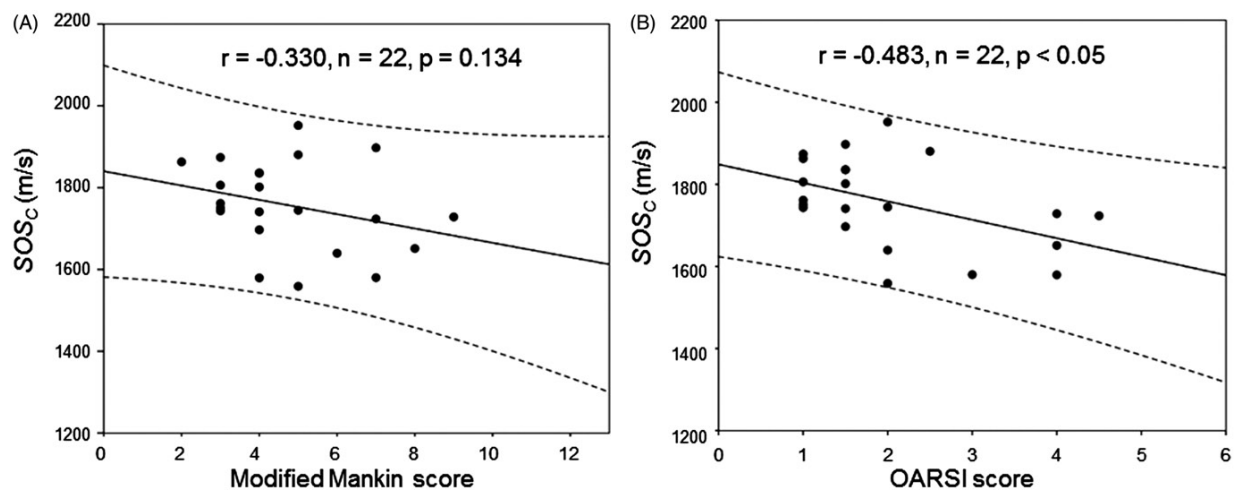 (A)
r = -0.330, n = 22, p = 0.134
2200
2000
1800
1600
1400
1200
SOSC (m/s)
0 2 4 6 8 10 12
Modified Mankin score
(B)
r = -0.483, n = 22, p < 0.05
2200
2000
1800
1600
1400
1200
SOSC (m/s)
0 1 2 3 4 5 6
OARSI score